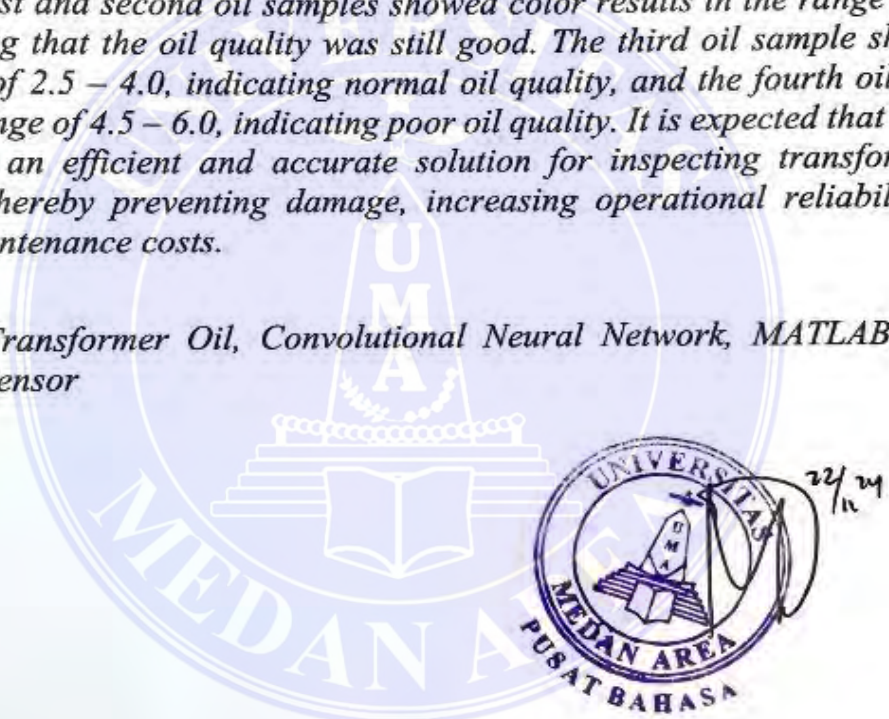 st and second oil samples showed color results in the range
g that the oil quality was still good. The third oil sample sh
of 2.5 – 4.0, indicating normal oil quality, and the fourth oil
nge of 4.5 – 6.0, indicating poor oil quality. It is expected that
an efficient and accurate solution for inspecting transfor
hereby preventing damage, increasing operational reliabil
ntenance costs.
Transformer Oil, Convolutional Neural Network, MATLAB
ensor
UMA
MEDAN A
UNIVERSITAS
UMA
MEDAN AREA
PUSAT BAHASA
22/11 24